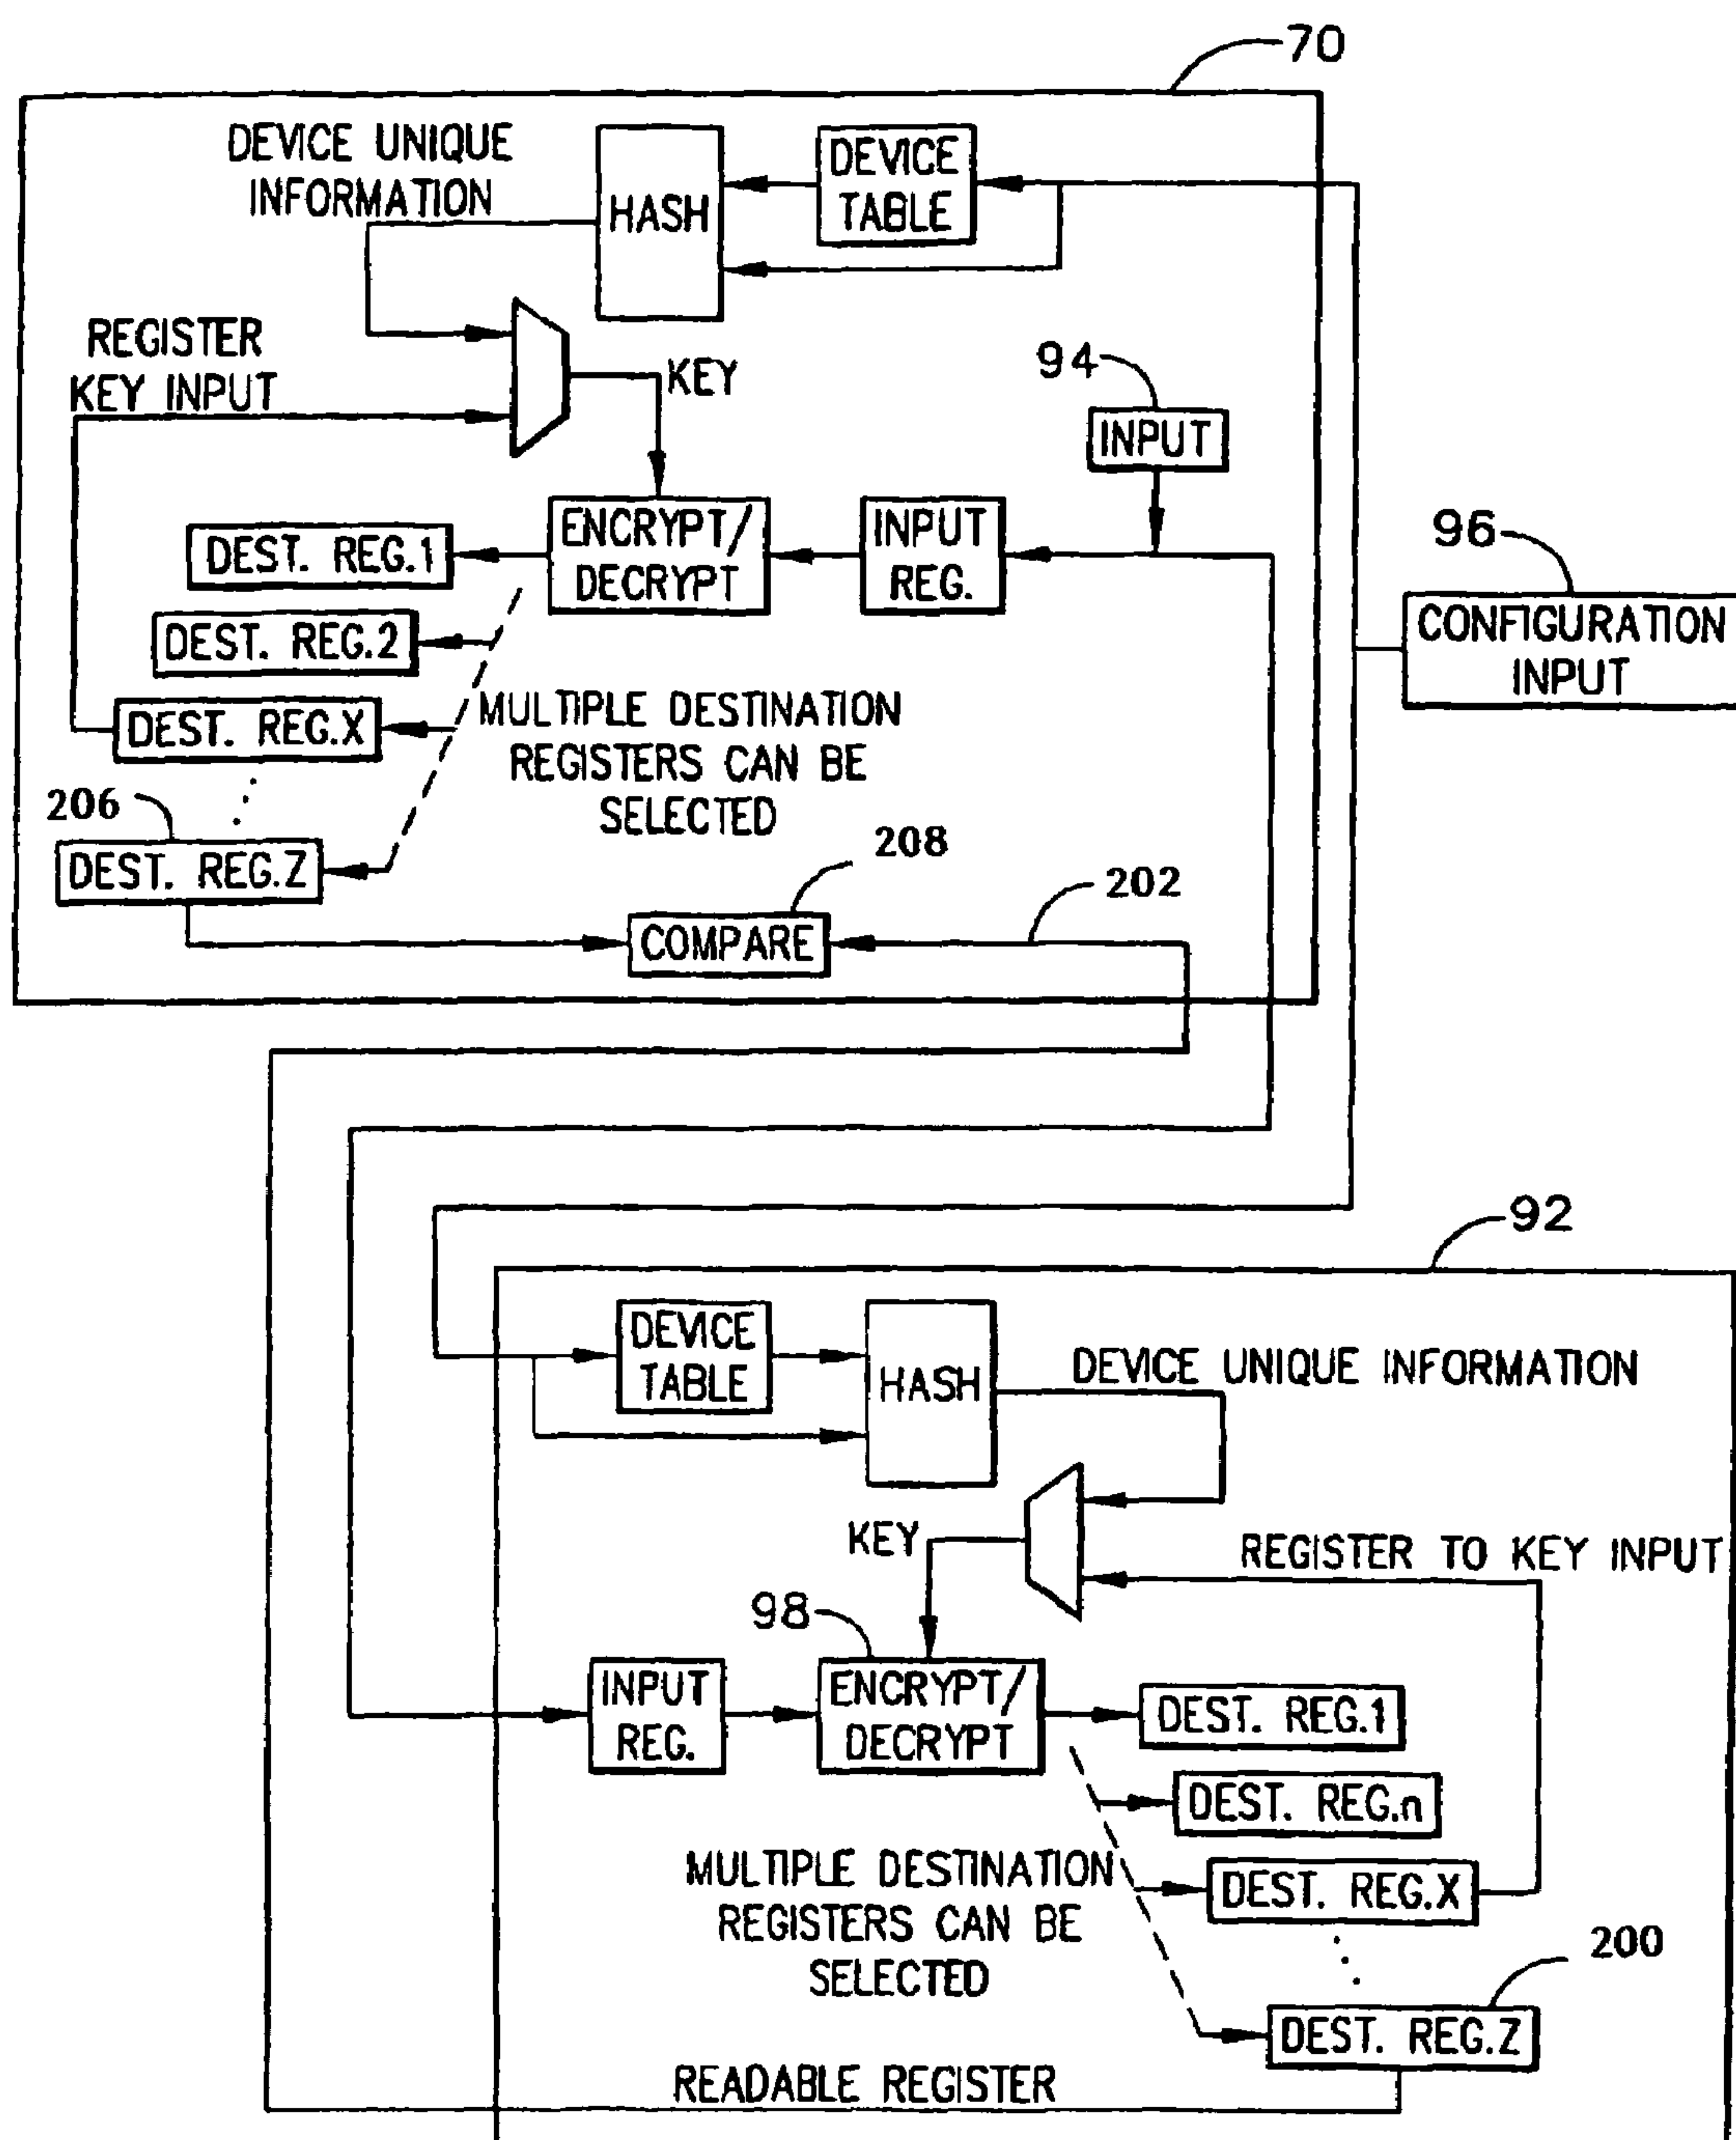 70
DEVICE UNIQUE
INFORMATION
HASH
DEVICE
TABLE
REGISTER
KEY INPUT
KEY
94
INPUT
DEST. REG.1
ENCRYPT/
DECRYPT
INPUT
REG.
96
CONFIGURATION
INPUT
DEST. REG.2
DEST. REG.X
MULTIPLE DESTINATION
REGISTERS CAN BE
SELECTED
206
DEST. REG.Z
208
COMPARE
202
92
DEVICE
TABLE
HASH
DEVICE UNIQUE INFORMATION
KEY
REGISTER TO KEY INPUT
98
INPUT
REG.
ENCRYPT/
DECRYPT
DEST. REG.1
DEST. REG.n
MULTIPLE DESTINATION
REGISTERS CAN BE
SELECTED
DEST. REG.X
200
DEST. REG.Z
READABLE REGISTER